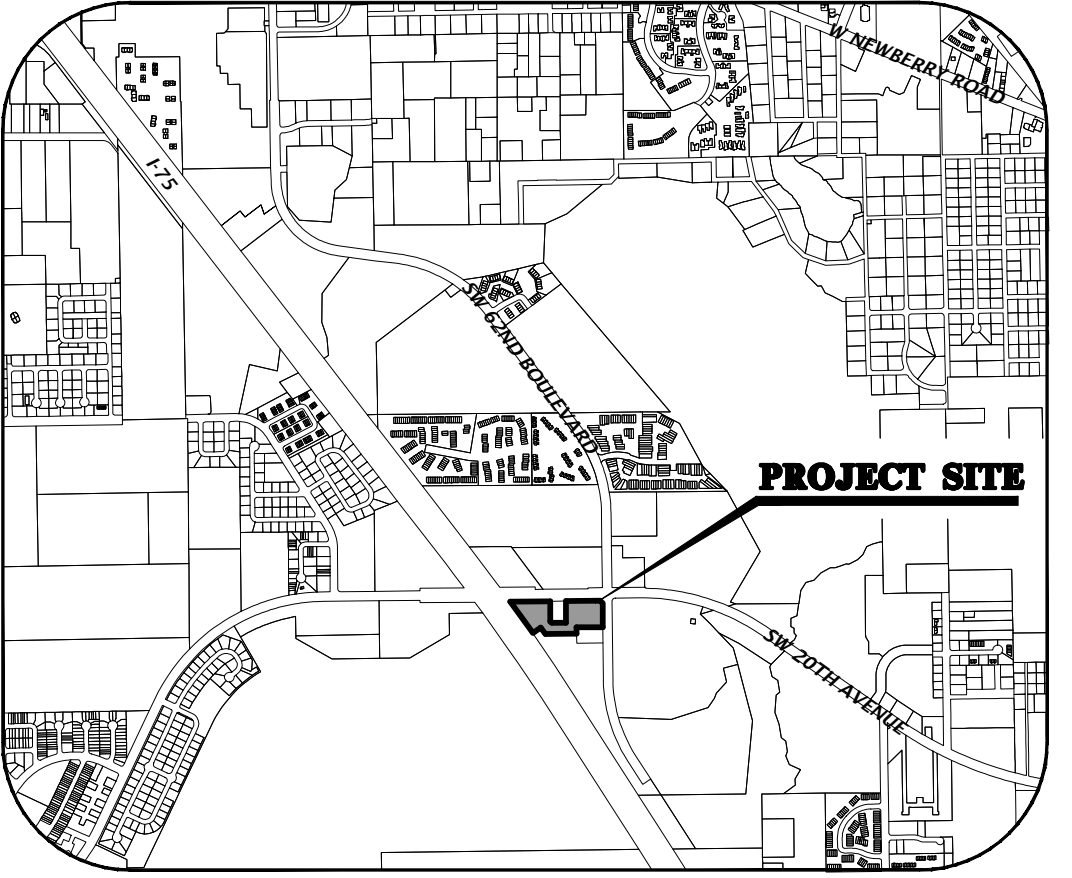 W NEWBERRY ROAD
I-75
SW 62ND BOULEVARD
PROJECT SITE
SW 20TH AVENUE